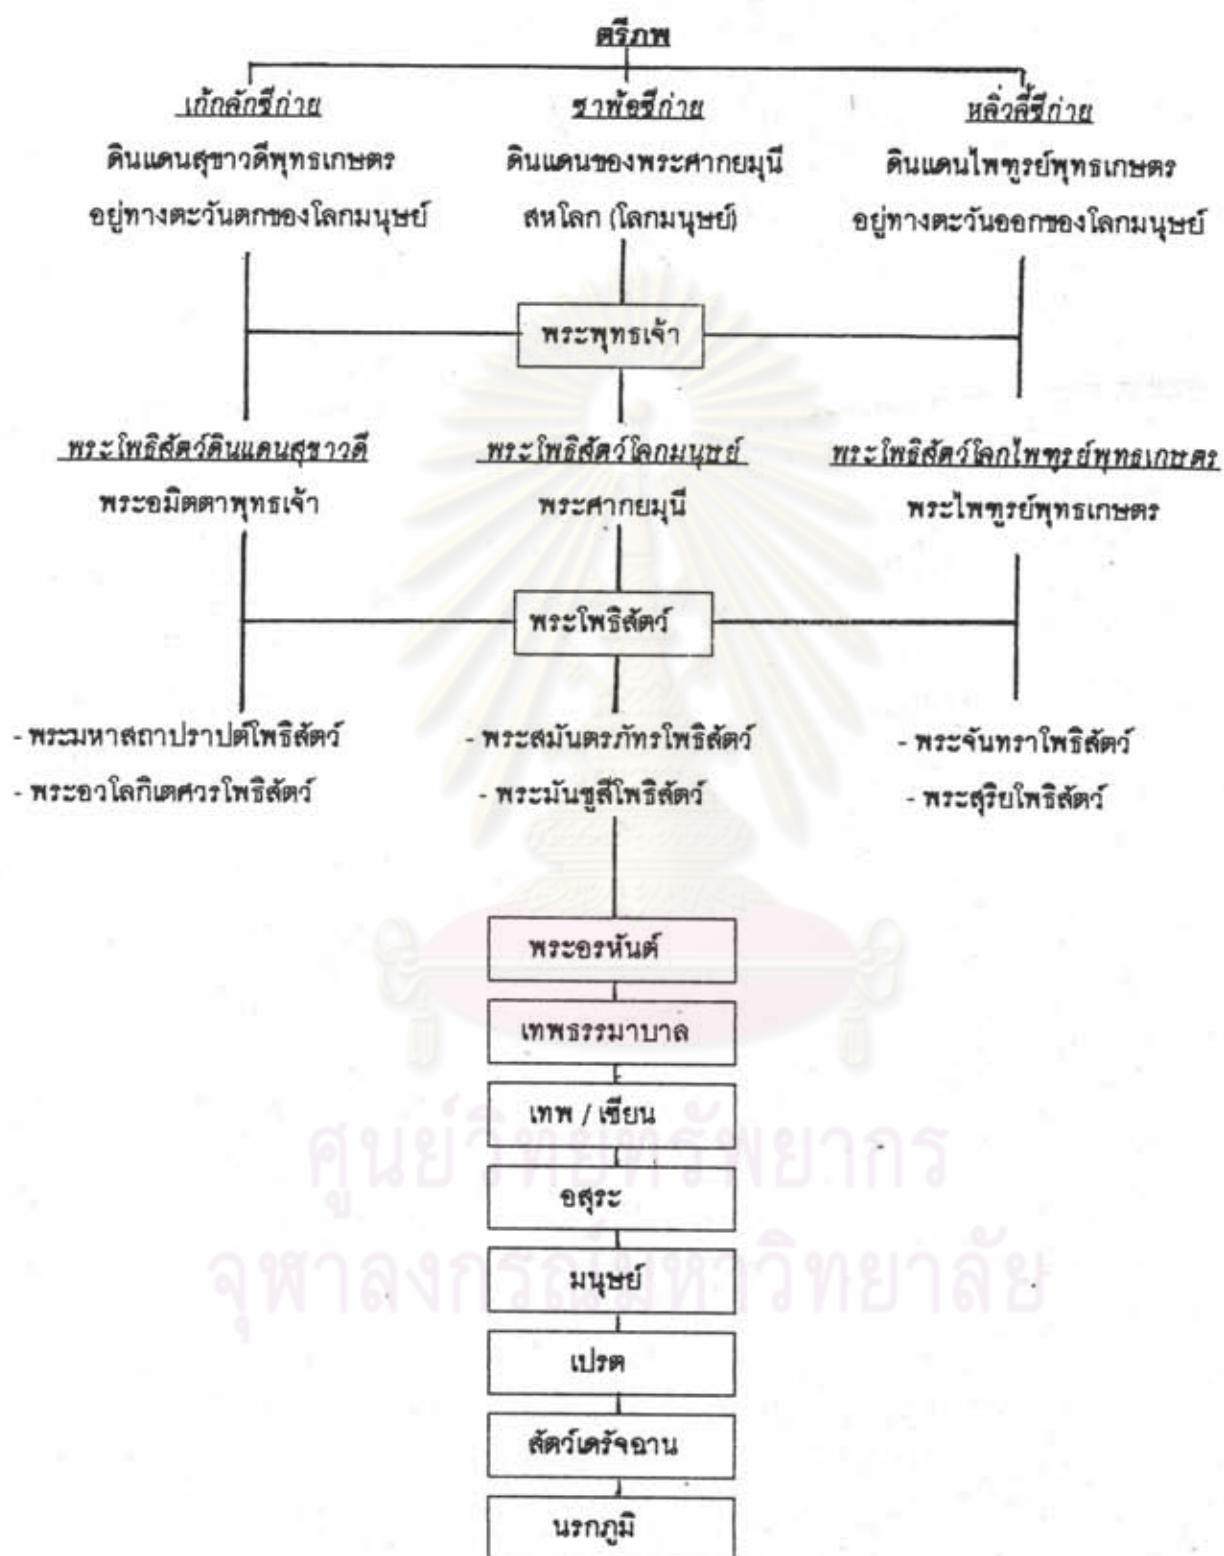 ตรีภพ
เก้กลักซีก่าย ซาพ้อซีก่าย หลิ่วลี้ซีก่าย
ดินแดนสุขาวดีพุทธเกษตร ดินแดนของพระศากยมุนี ดินแดนไพฑูรย์พุทธเกษตร
อยู่ทางตะวันตกของโลกมนุษย์ สหโลก (โลกมนุษย์) อยู่ทางตะวันออกของโลกมนุษย์
พระพุทธเจ้า
พระโพธิสัตว์ดินแดนสุขาวดี พระโพธิสัตว์โลกมนุษย์ พระโพธิสัตว์โลกไพฑูรย์พุทธเกษตร
พระอมิตตาพุทธเจ้า พระศากยมุนี พระไพฑูรย์พุทธเกษตร
พระโพธิสัตว์
- พระมหาสถาปราปต์โพธิสัตว์ - พระสมันตรภัทรโพธิสัตว์ - พระจันทราโพธิสัตว์
- พระอวโลกิเตศวรโพธิสัตว์ - พระมันชูสีโพธิสัตว์ - พระสุริยโพธิสัตว์
พระอรหันต์
เทพธรรมาบาล
เทพ / เซียน
อสุระ
มนุษย์
เปรต
สัตว์เดรัจฉาน
นรกภูมิ
ศูนย์วิทยทรัพยากร
จุฬาลงกรณ์มหาวิทยาลัย